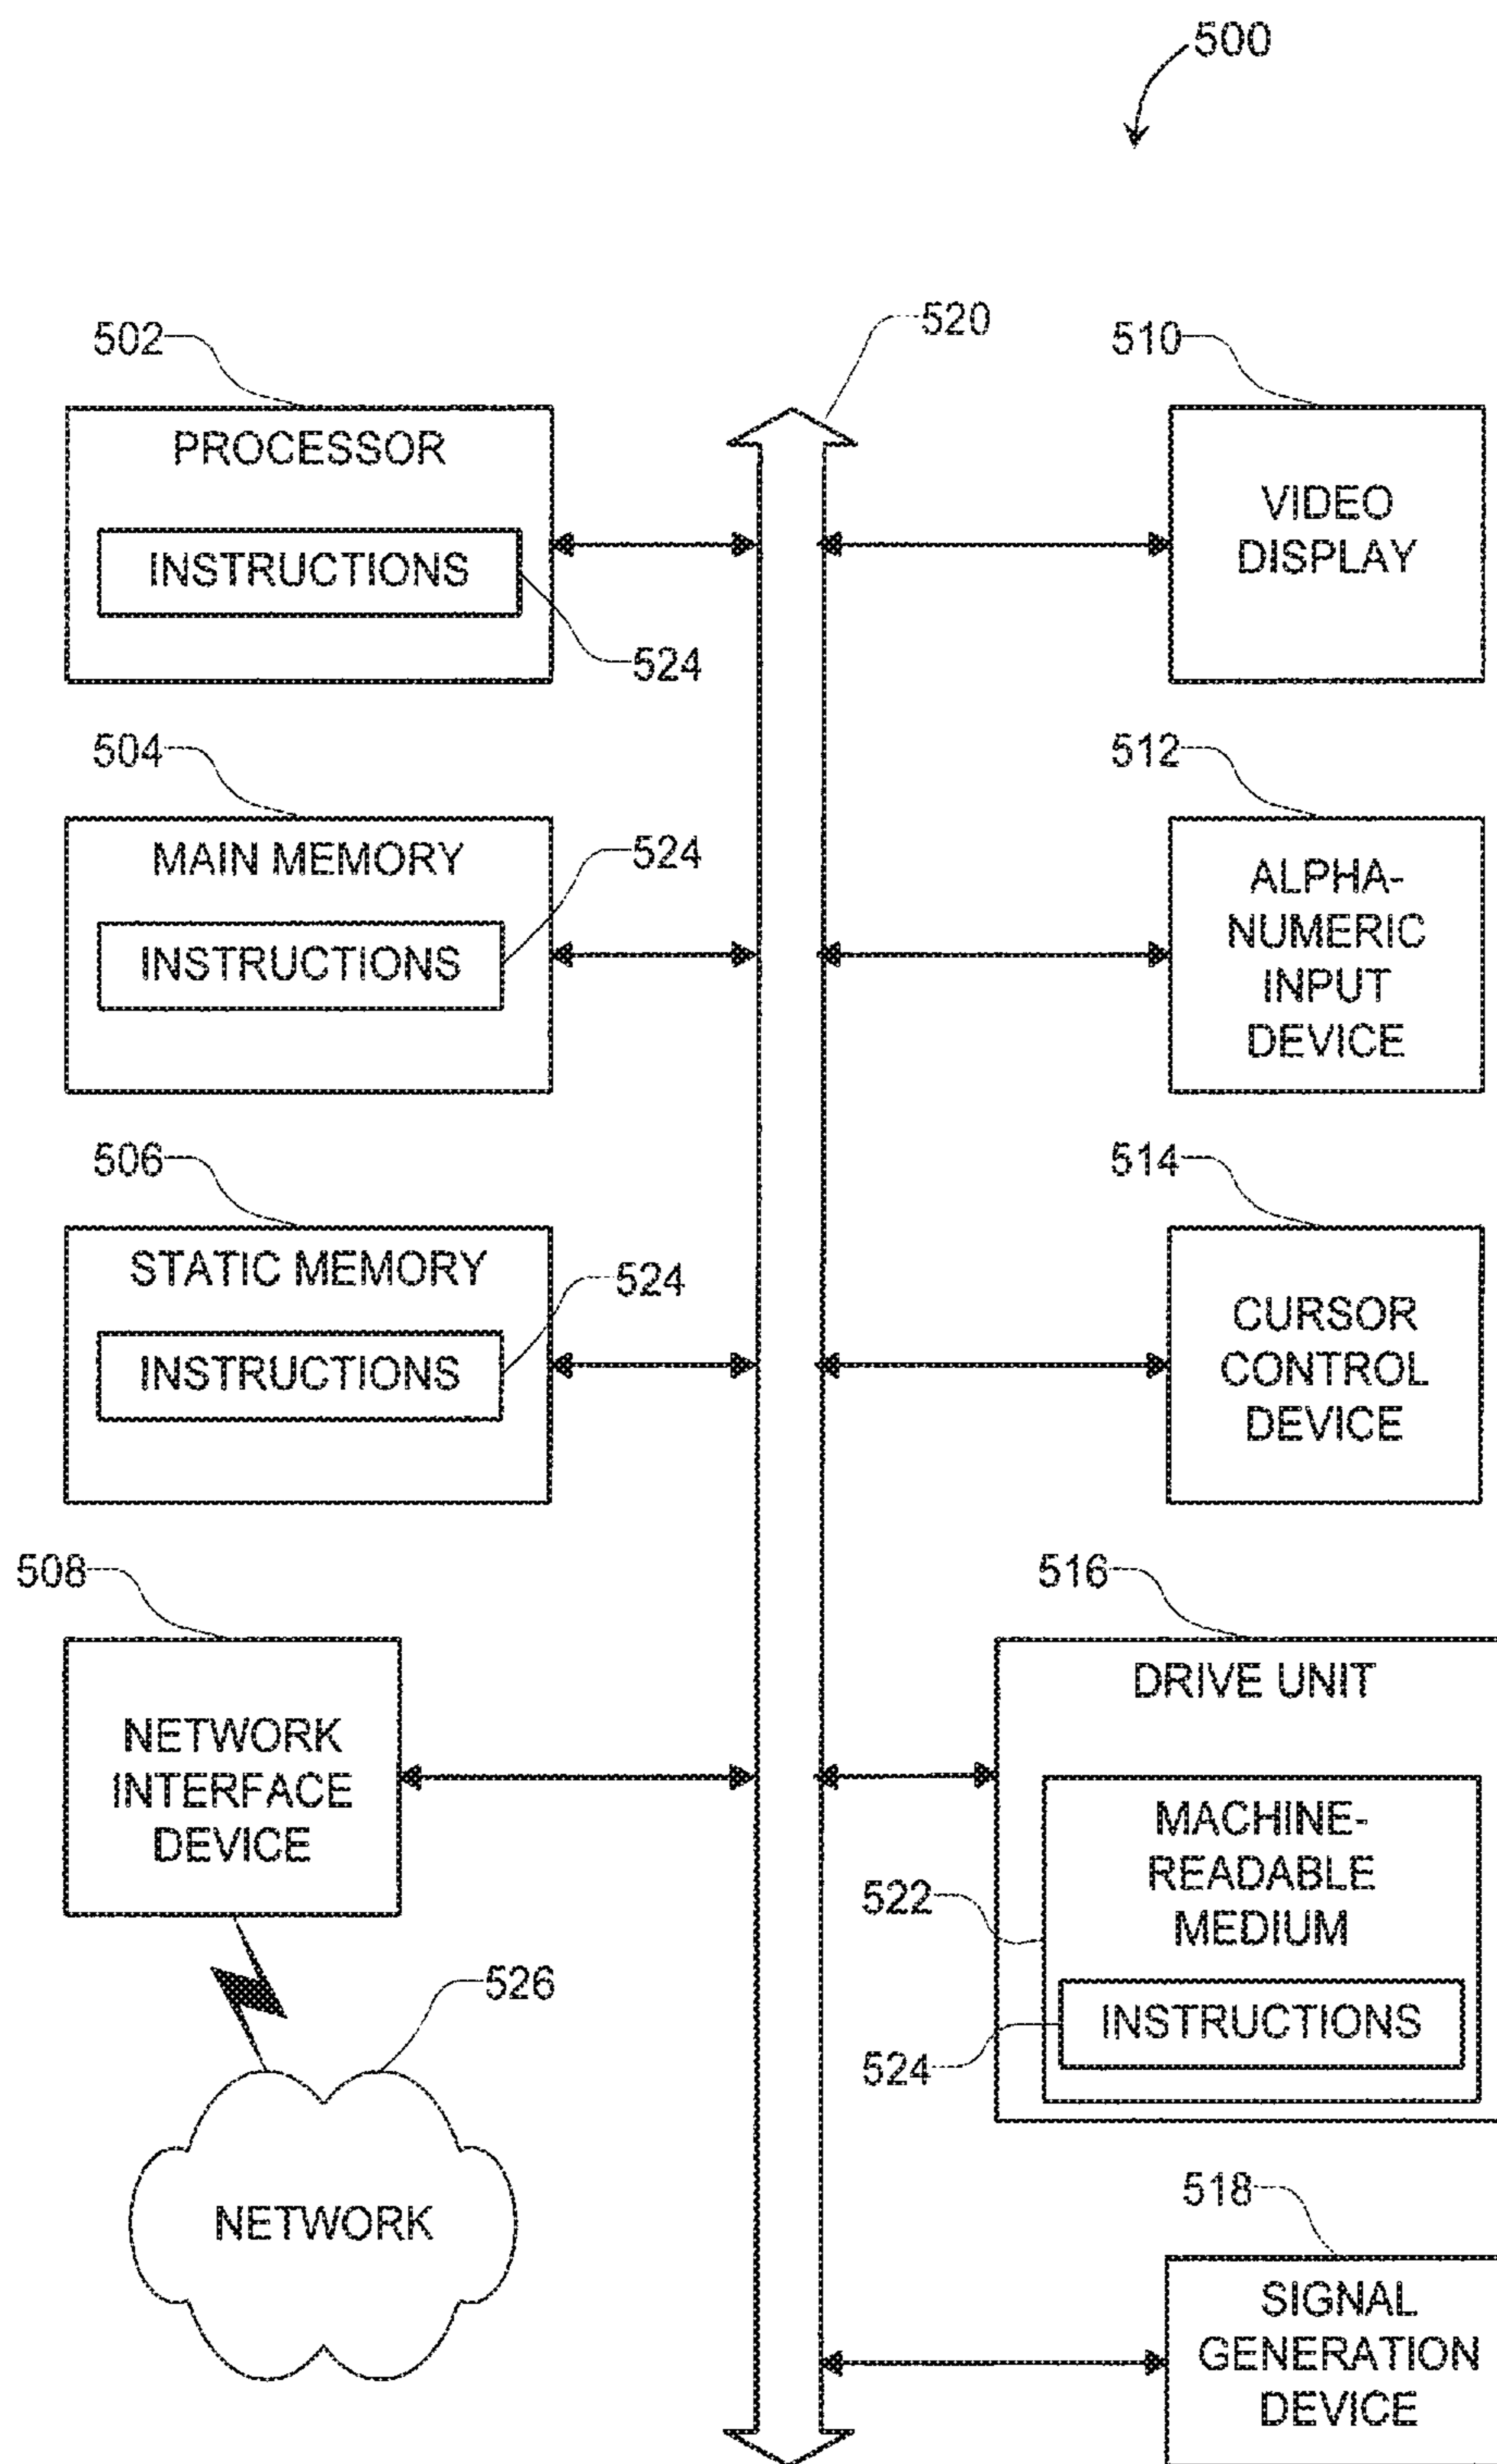 500
502
520
510
PROCESSOR
INSTRUCTIONS
524
VIDEO
DISPLAY
504
512
MAIN MEMORY
524
INSTRUCTIONS
ALPHA-
NUMERIC
INPUT
DEVICE
506
514
STATIC MEMORY
524
INSTRUCTIONS
CURSOR
CONTROL
DEVICE
508
516
NETWORK
INTERFACE
DEVICE
DRIVE UNIT
MACHINE-
READABLE
MEDIUM
522
INSTRUCTIONS
524
526
NETWORK
518
SIGNAL
GENERATION
DEVICE